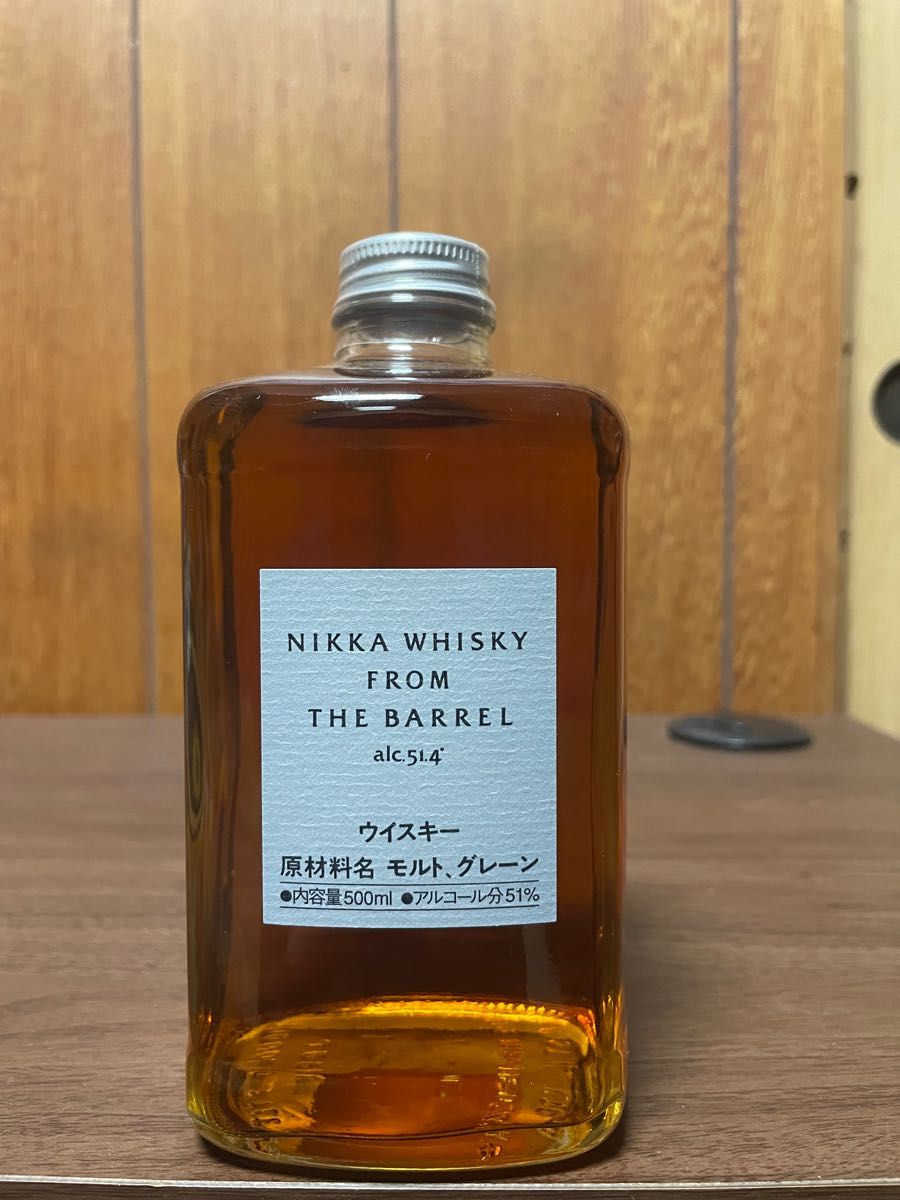 NIKKA WHISKY
FROM
THE BARREL
alc.51.4°
ウイスキー
原材料名 モルト、グレーン
●内容量500ml ●アルコール分51%